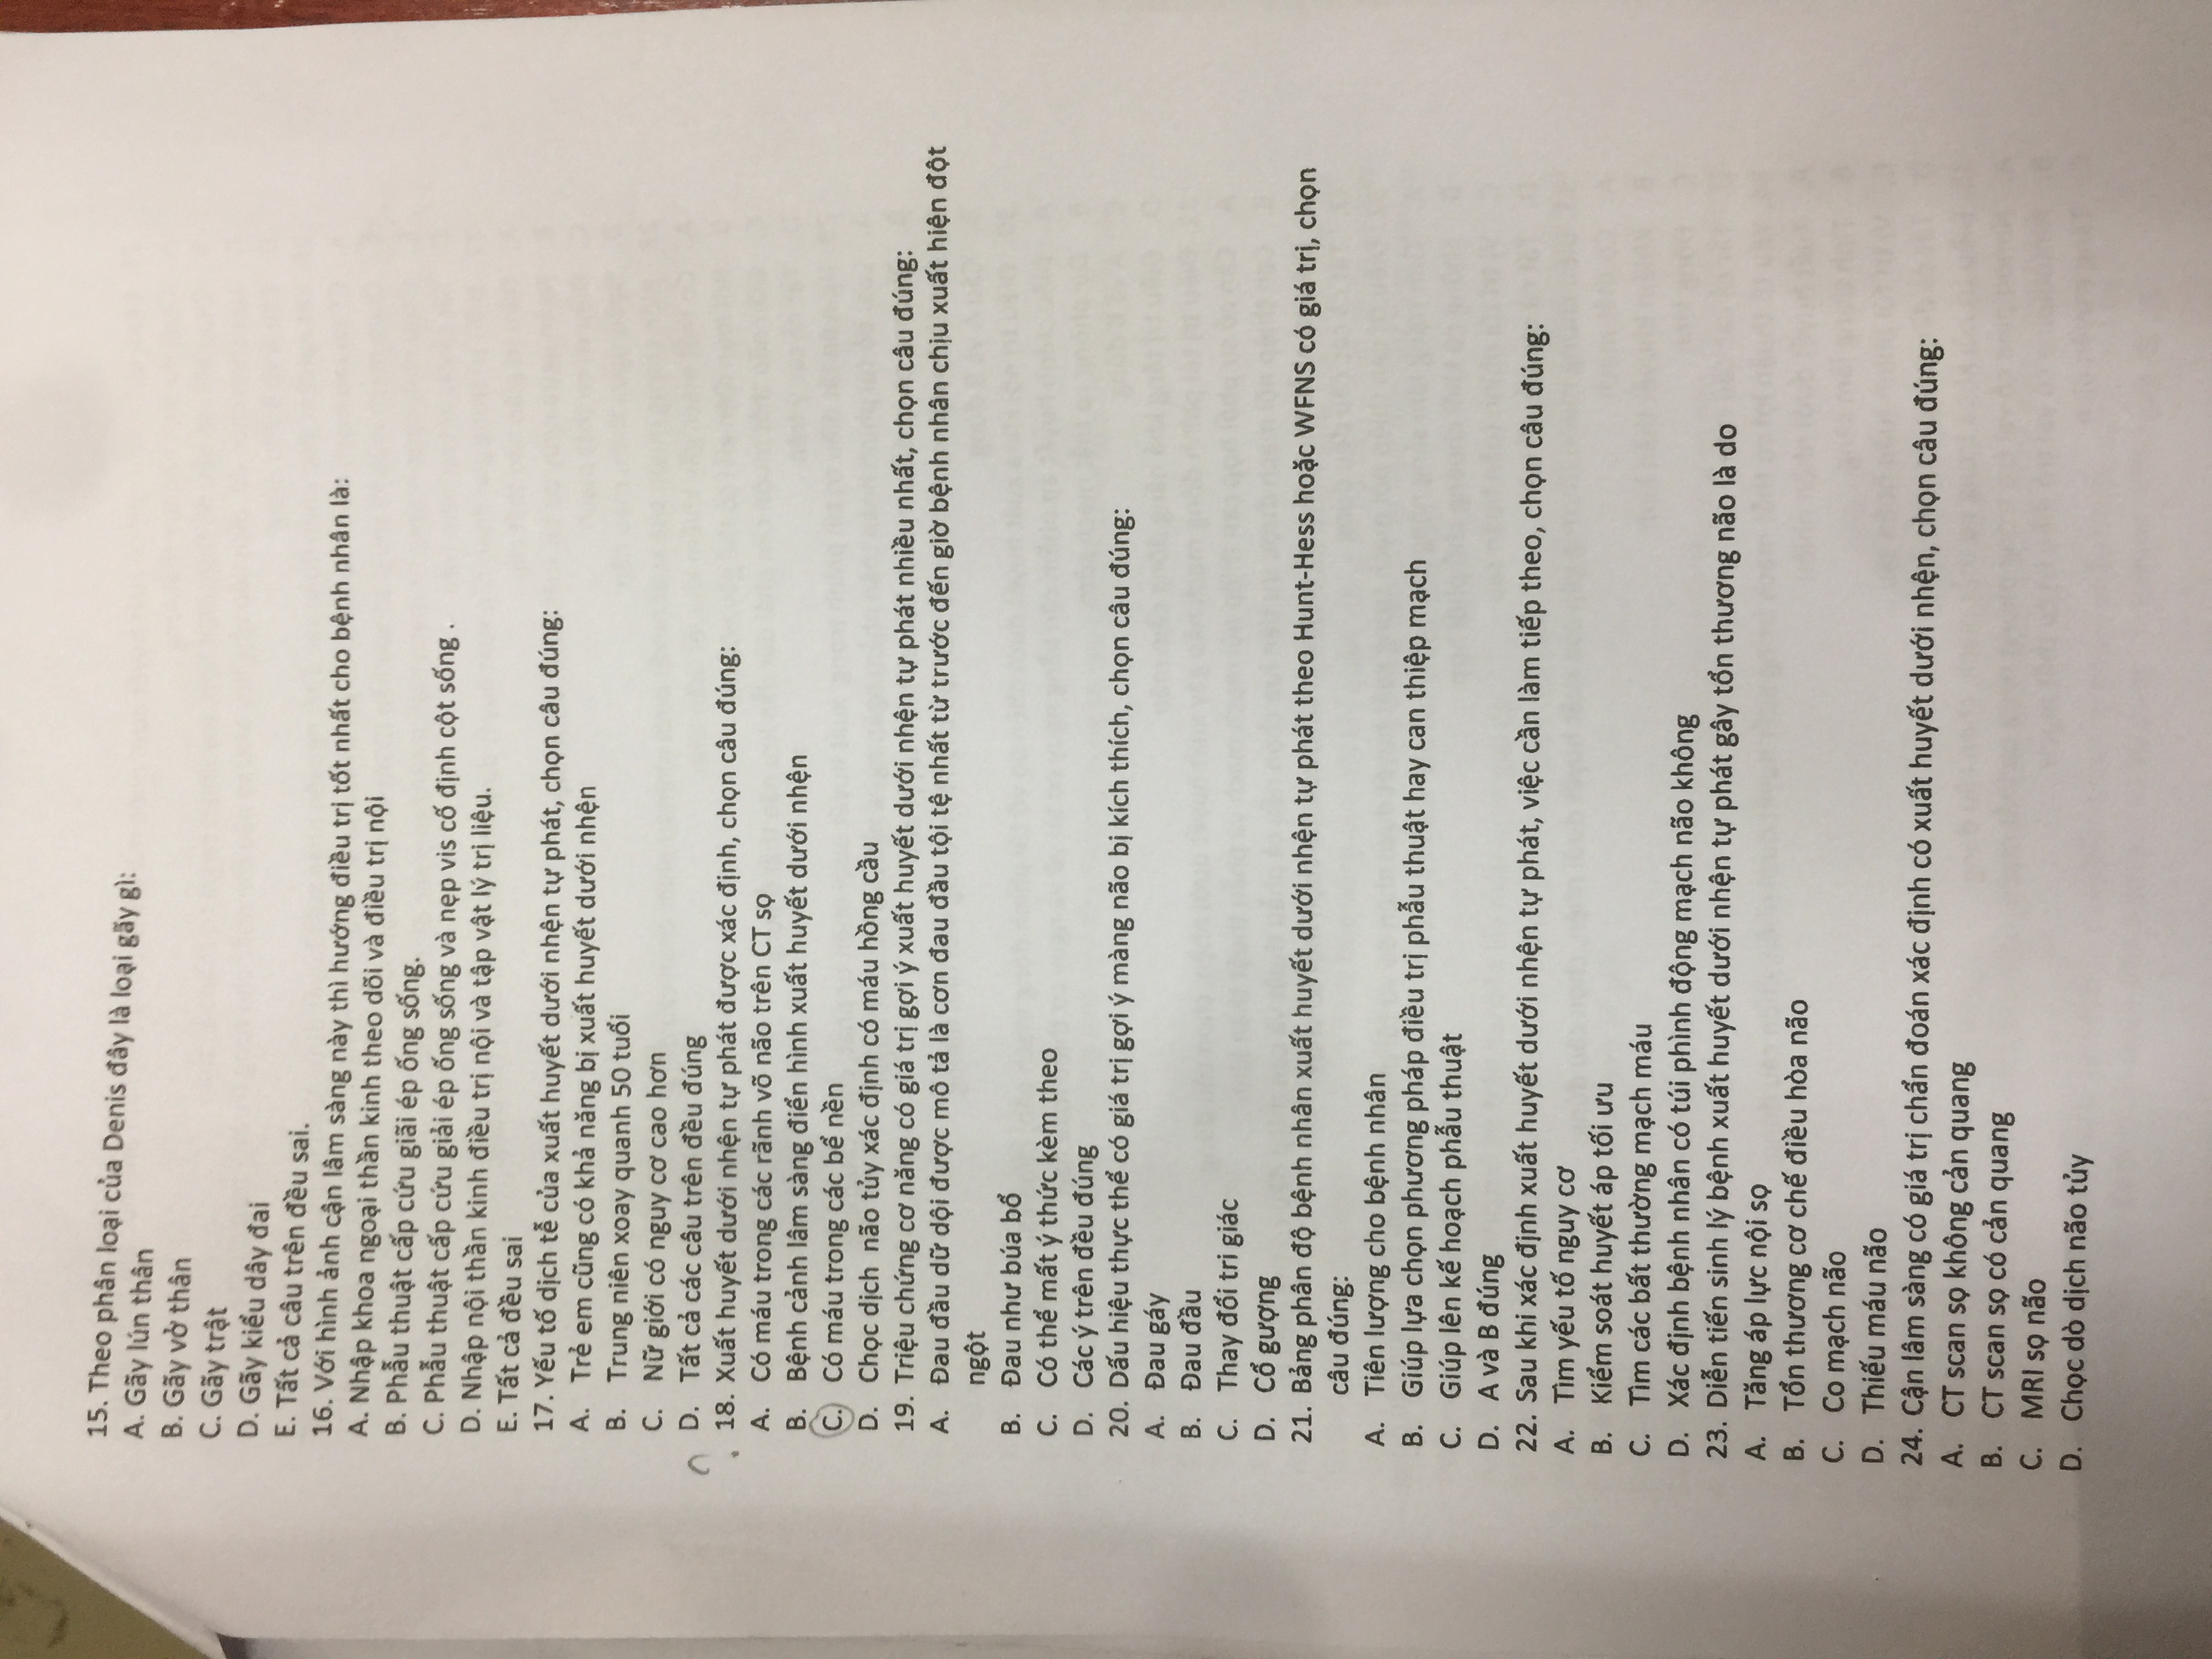 15. Theo phân loại của Denis đây là loại gãy gì:
A. Gãy lún thân
B. Gãy vở thân
C. Gãy trật
D. Gãy kiểu dây đai
E. Tất cả câu trên đều sai.
16. Với hình ảnh cận lâm sàng này thì hướng điều trị tốt nhất cho bệnh nhân là:
A. Nhập khoa ngoại thần kinh theo dõi và điều trị nội
B. Phẫu thuật cấp cứu giãi ép ống sống.
C. Phẫu thuật cấp cứu giải ép ống sống và nẹp vis cố định cột sống .
D. Nhập nội thần kinh điều trị nội và tập vật lý trị liệu.
E. Tất cả đều sai
17. Yếu tố dịch tễ của xuất huyết dưới nhện tự phát, chọn câu đúng:
A. Trẻ em cũng có khả năng bị xuất huyết dưới nhện
B. Trung niên xoay quanh 50 tuổi
C. Nữ giới có nguy cơ cao hơn
D. Tất cả các câu trên đều đúng
18. Xuất huyết dưới nhện tự phát được xác định, chọn câu đúng:
A. Có máu trong các rãnh võ não trên CT sọ
B. Bệnh cảnh lâm sàng điển hình xuất huyết dưới nhện
C. Có máu trong các bể nền
D. Chọc dịch não tủy xác định có máu hồng cầu
19. Triệu chứng cơ năng có giá trị gợi ý xuất huyết dưới nhện tự phát nhiều nhất, chọn câu đúng:
A. Đau đầu dữ dội được mô tả là cơn đau đầu tội tệ nhất từ trước đến giờ bệnh nhân chịu xuất hiện đột
ngột
B. Đau như búa bổ
C. Có thể mất ý thức kèm theo
D. Các ý trên đều đúng
20. Dấu hiệu thực thể có giá trị gợi ý màng não bị kích thích, chọn câu đúng:
A. Đau gáy
B. Đau đầu
C. Thay đổi tri giác
D. Cổ gượng
21. Bảng phân độ bệnh nhân xuất huyết dưới nhện tự phát theo Hunt-Hess hoặc WFNS có giá trị, chọn
câu đúng:
A. Tiên lượng cho bệnh nhân
B. Giúp lựa chọn phương pháp điều trị phẫu thuật hay can thiệp mạch
C. Giúp lên kế hoạch phẫu thuật
D. A và B đúng
22. Sau khi xác định xuất huyết dưới nhện tự phát, việc cần làm tiếp theo, chọn câu đúng:
A. Tìm yếu tố nguy cơ
B. Kiểm soát huyết áp tối ưu
C. Tìm các bất thường mạch máu
D. Xác định bệnh nhân có túi phình động mạch não không
23. Diễn tiến sinh lý bệnh xuất huyết dưới nhện tự phát gây tổn thương não là do
A. Tăng áp lực nội sọ
B. Tổn thương cơ chế điều hòa não
C. Co mạch não
D. Thiếu máu não
24. Cận lâm sàng có giá trị chẩn đoán xác định có xuất huyết dưới nhện, chọn câu đúng:
A. CT scan sọ không cản quang
B. CT scan sọ có cản quang
C. MRI sọ não
D. Chọc dò dịch não tủy